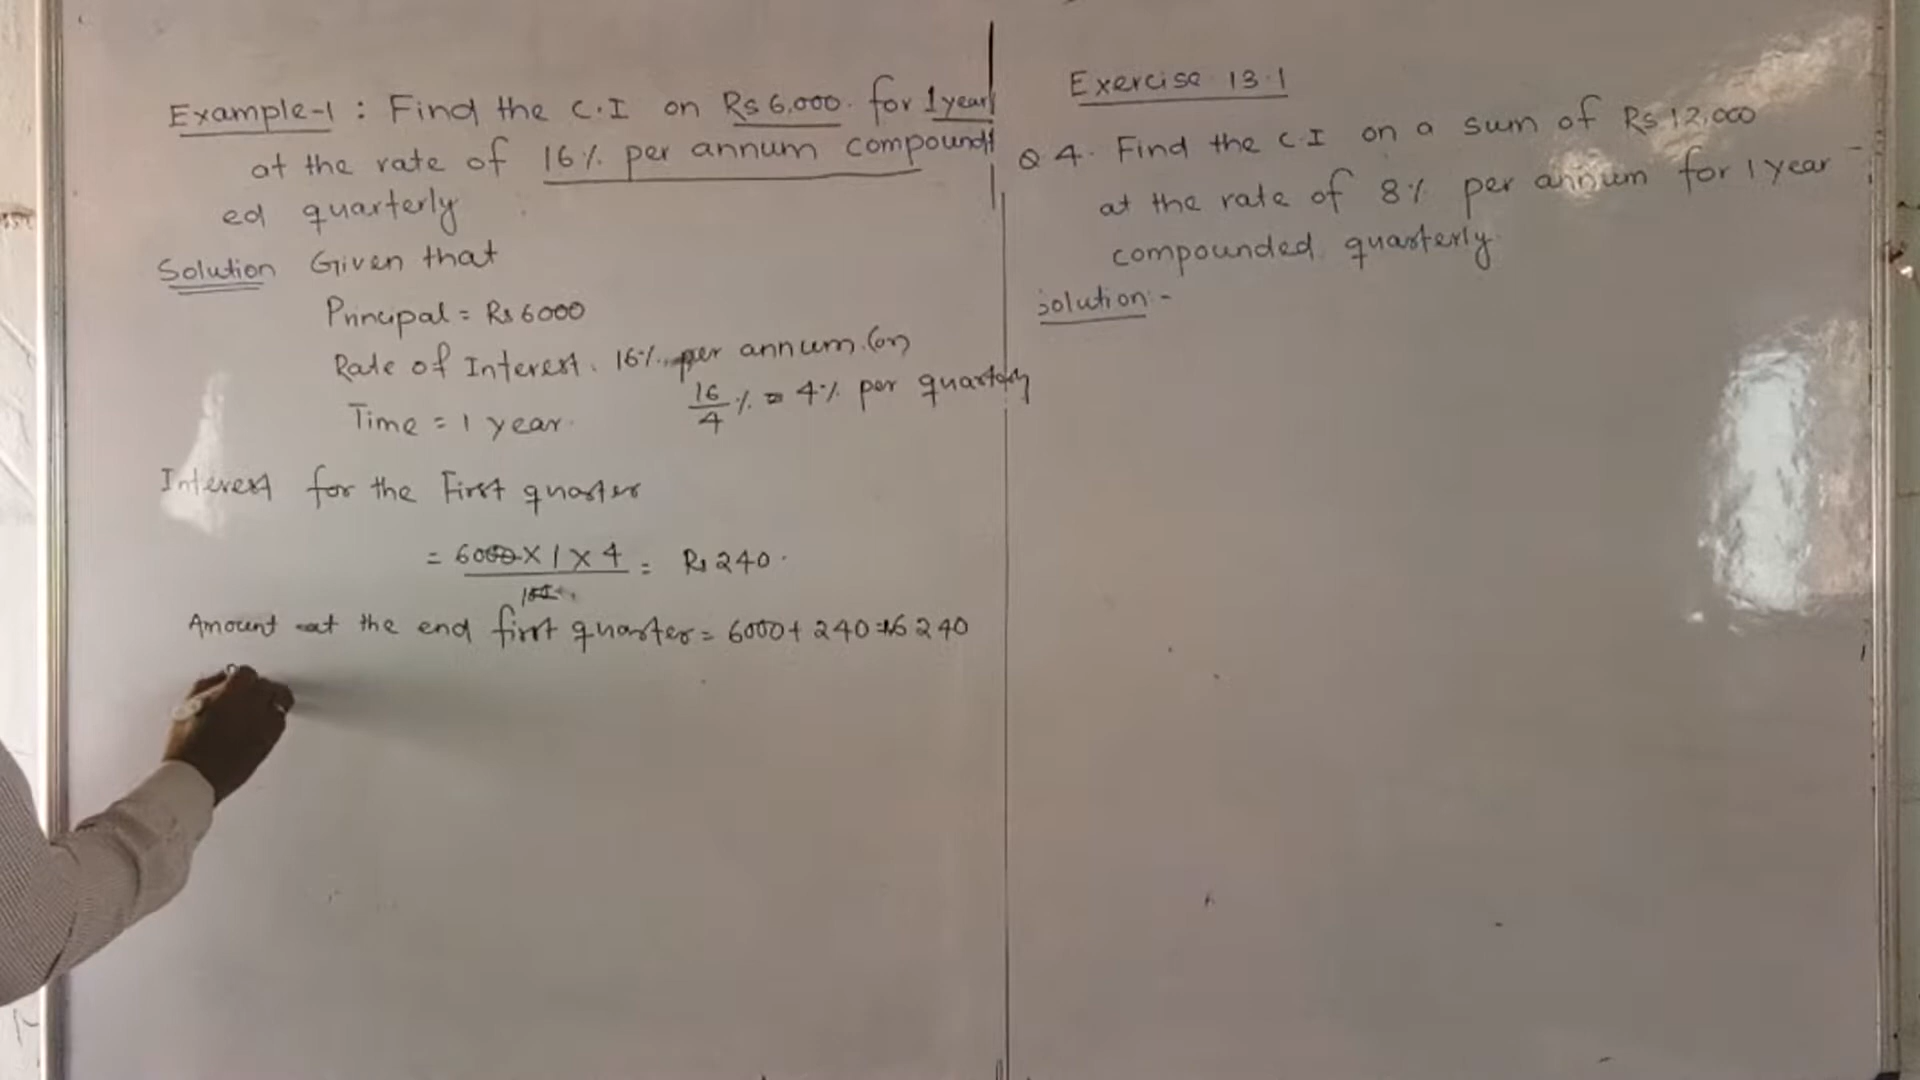 Example-1 : Find the C.I on Rs 6,000. for 1 year
at the rate of 16% per annum compound
ed quarterly
Solution Given that
Principal = Rs 6000
Rate of Interest. 16% per annum (or)
16/4 % = 4% per quarterly
Time = 1 year.
Interest for the First quarter
= 6000 X 1 X 4 / 100 = Rs 240.
Amount at the end first quarter = 6000 + 240 = 6240
Exercise 13.1
Q 4. Find the C.I on a sum of Rs 12,000
at the rate of 8% per annum for 1 year
compounded quarterly.
Solution :-